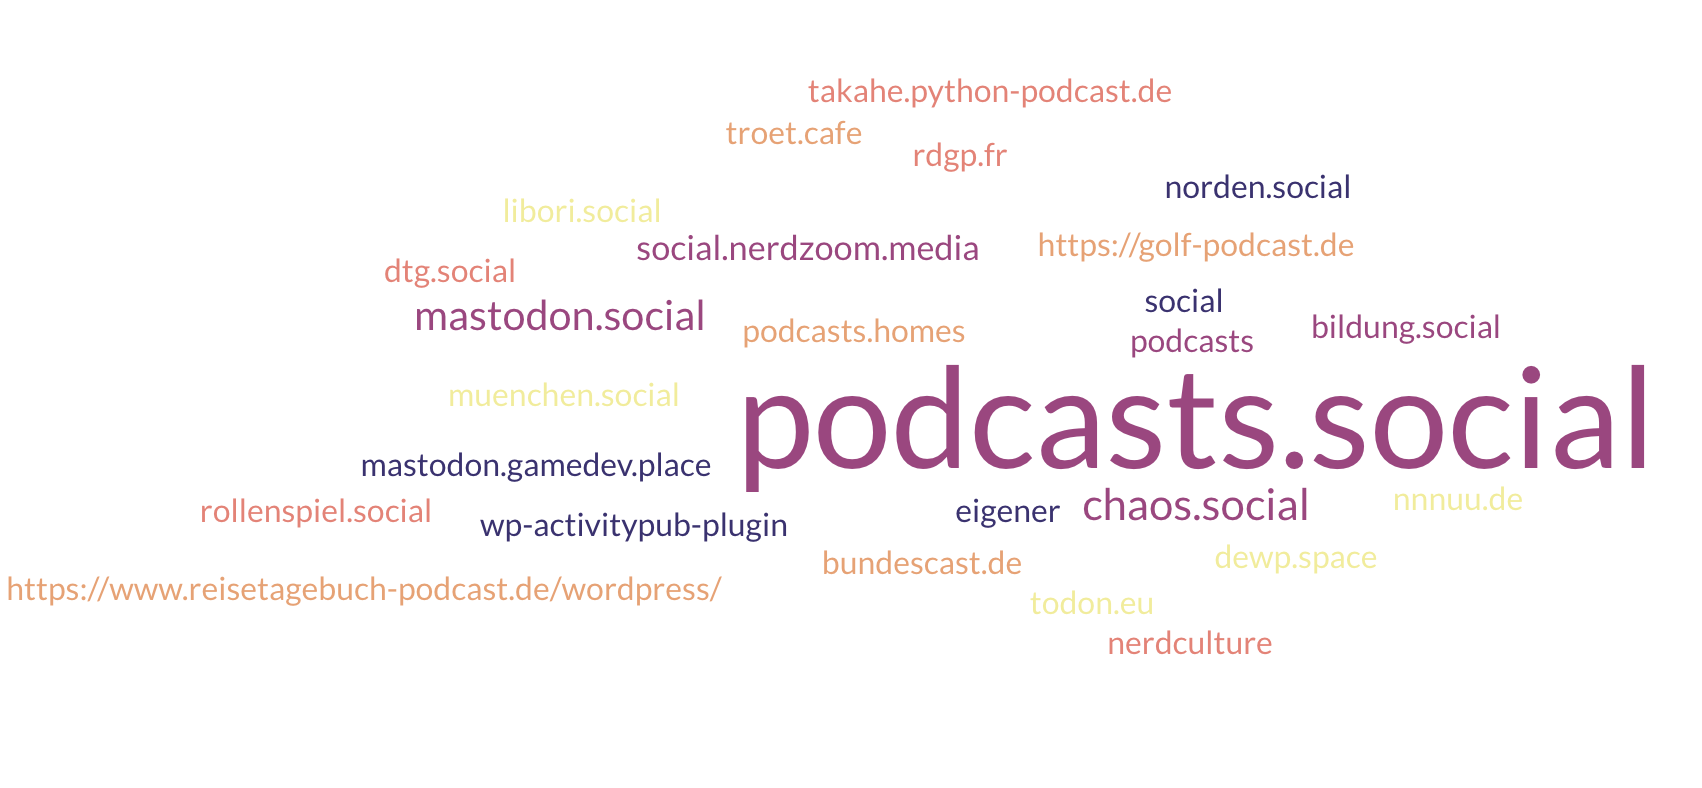 takahe.python-podcast.de
troet.cafe
rdgp.fr
norden.social
libori.social
social.nerdzoom.media
https://golf-podcast.de
dtg.social
social
mastodon.social
podcasts.homes
podcasts
bildung.social
muenchen.social
podcasts.social
mastodon.gamedev.place
rollenspiel.social
wp-activitypub-plugin
eigener
chaos.social
nnnuu.de
bundescast.de
dewp.space
https://www.reisetagebuch-podcast.de/wordpress/
todon.eu
nerdculture